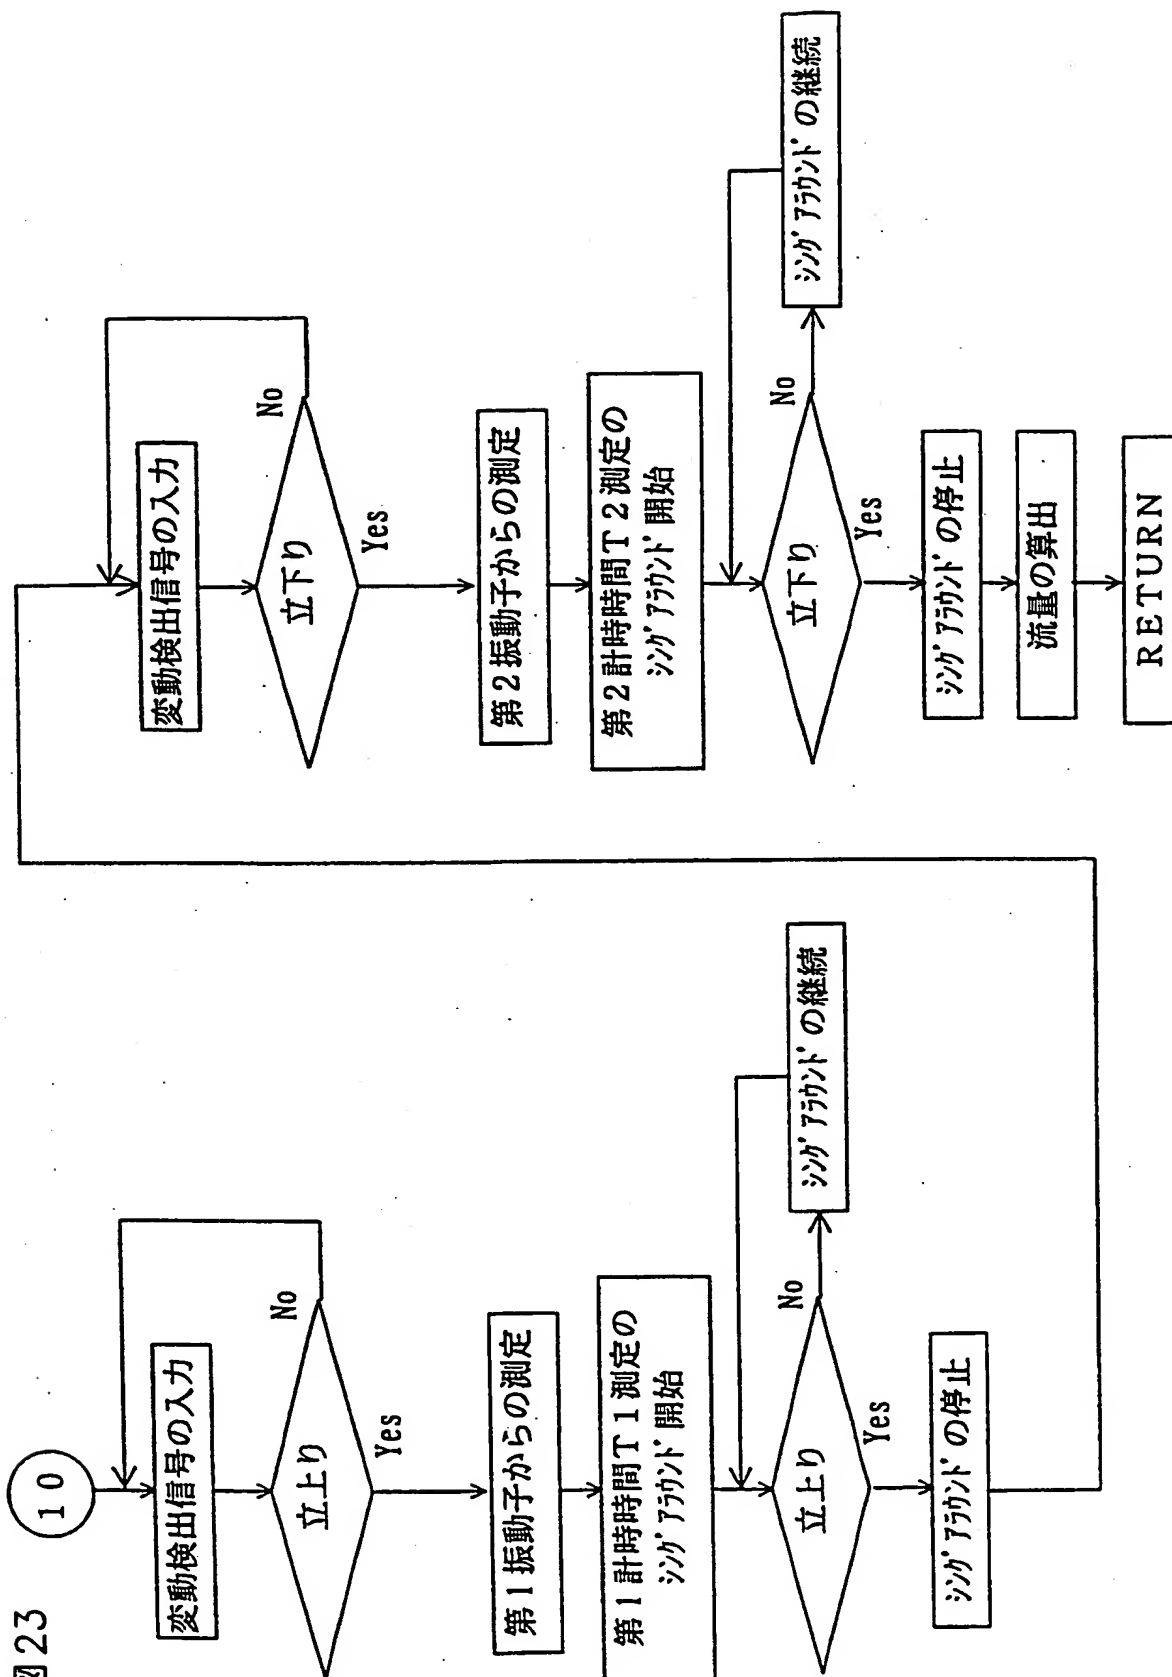 図23
10
変動検出信号の入力
立上り
No
Yes
第1振動子からの測定
第1計時時間T1測定の
シングアラウンド開始
立上り
No
シングアラウンドの継続
Yes
シングアラウンドの停止
変動検出信号の入力
立下り
No
Yes
第2振動子からの測定
第2計時時間T2測定の
シングアラウンド開始
立下り
No
シングアラウンドの継続
Yes
シングアラウンドの停止
流量の算出
RETURN